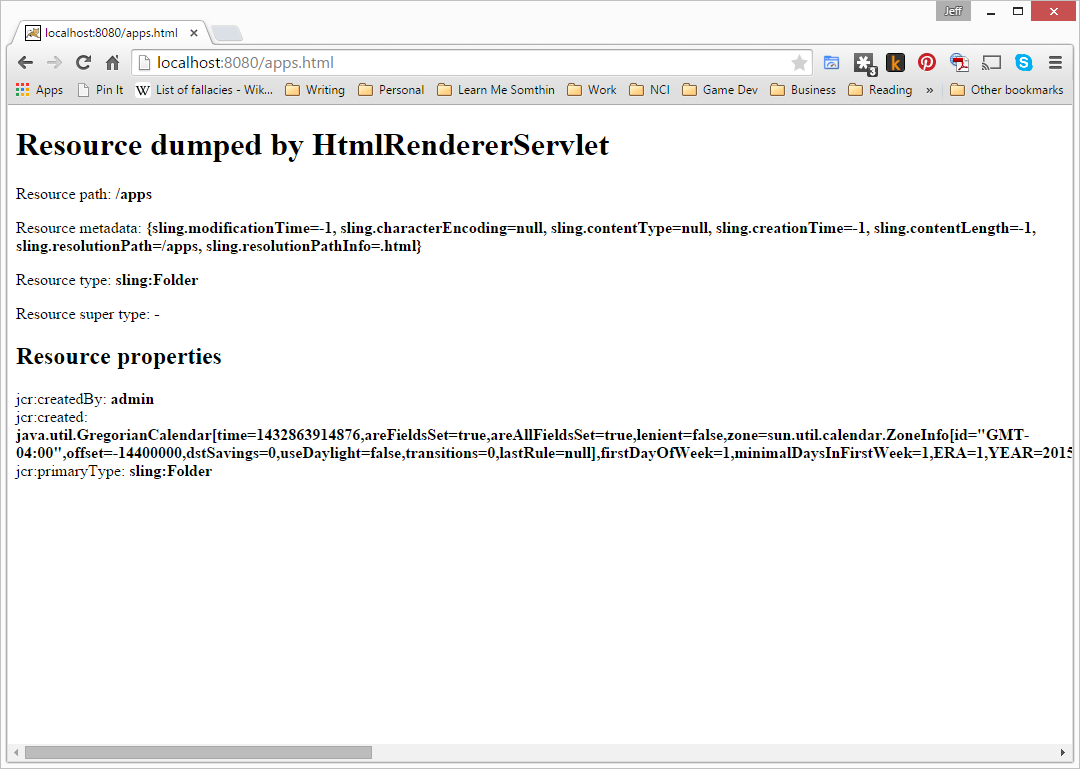 Jeff
localhost:8080/apps.html
localhost:8080/apps.html
3
k
S
Apps Pin It W List of fallacies - Wik... Writing Personal Learn Me Somthin Work NCI Game Dev Business Reading » Other bookmarks
Resource dumped by HtmlRendererServlet
Resource path: /apps
Resource metadata: {sling.modificationTime=-1, sling.characterEncoding=null, sling.contentType=null, sling.creationTime=-1, sling.contentLength=-1,
sling.resolutionPath=/apps, sling.resolutionPathInfo=.html}
Resource type: sling:Folder
Resource super type: -
Resource properties
jcr:createdBy: admin
jcr:created:
java.util.GregorianCalendar[time=1432863914876,areFieldsSet=true,areAllFieldsSet=true,lenient=false,zone=sun.util.calendar.ZoneInfo[id="GMT-
04:00",offset=-14400000,dstSavings=0,useDaylight=false,transitions=0,lastRule=null],firstDayOfWeek=1,minimalDaysInFirstWeek=1,ERA=1,YEAR=2015
jcr:primaryType: sling:Folder